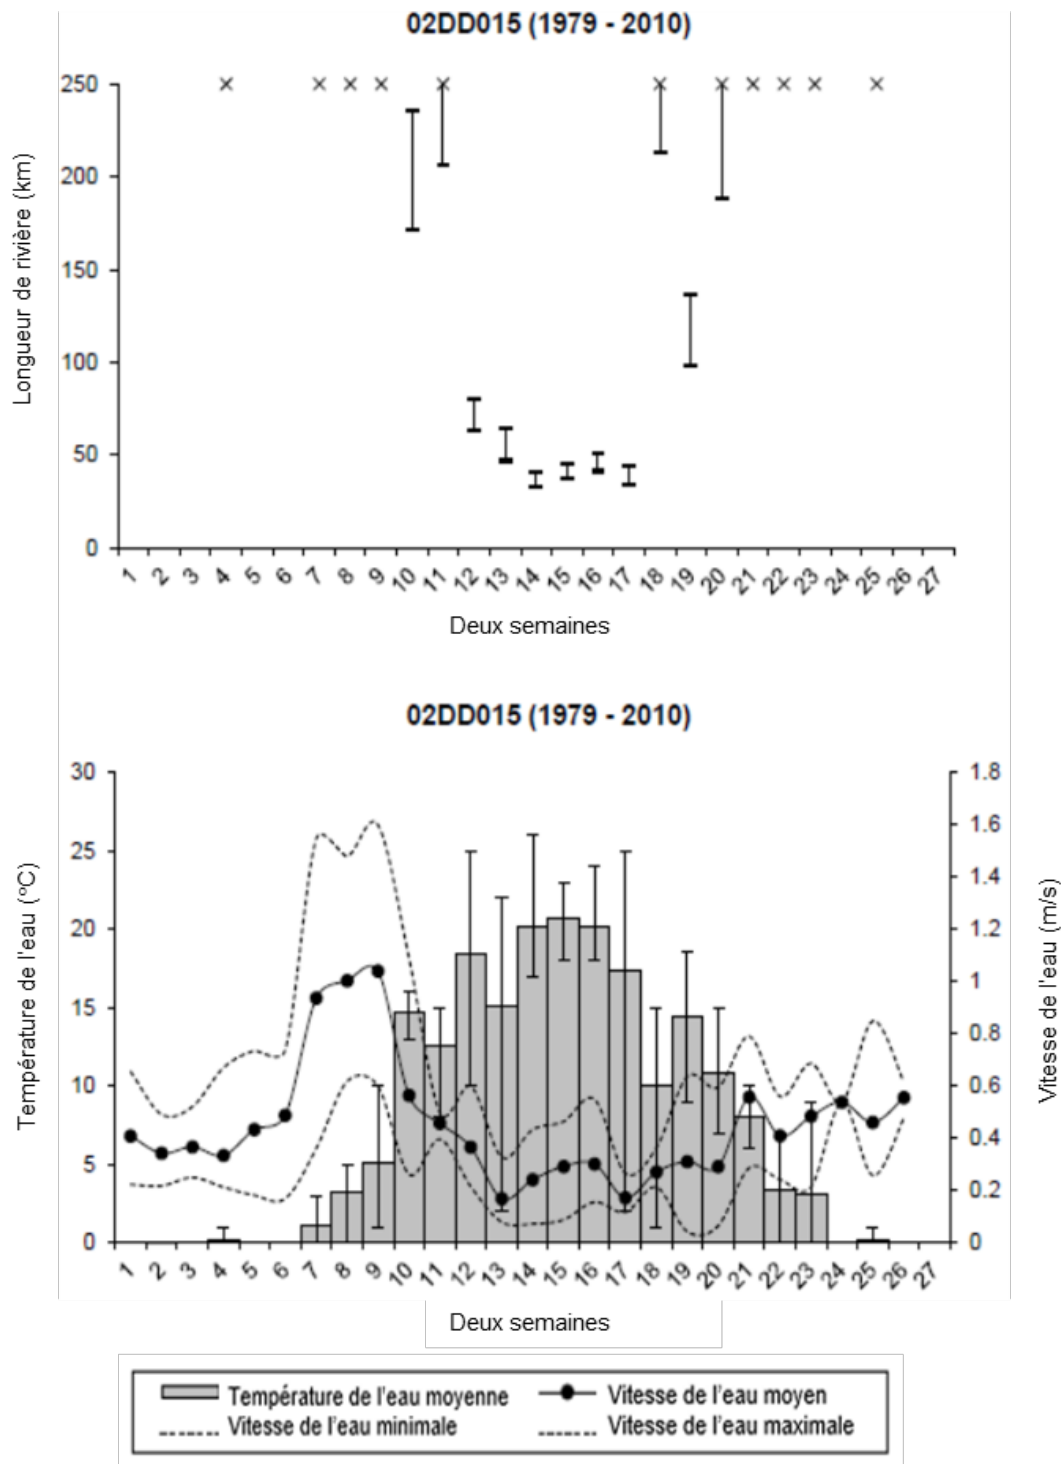 02DD015 (1979 - 2010)
Longueur de rivière (km)
250
200
150
100
50
0
1 2 3 4 5 6 7 8 9 10 11 12 13 14 15 16 17 18 19 20 21 22 23 24 25 26 27
Deux semaines
02DD015 (1979 - 2010)
Température de l'eau (°C)
30
25
20
15
10
5
0
1.8
1.6
1.4
1.2
1
0.8
0.6
0.4
0.2
0
Vitesse de l'eau (m/s)
1 2 3 4 5 6 7 8 9 10 11 12 13 14 15 16 17 18 19 20 21 22 23 24 25 26 27
Deux semaines
Température de l'eau moyenne
Vitesse de l'eau moyen
Vitesse de l'eau minimale
Vitesse de l'eau maximale